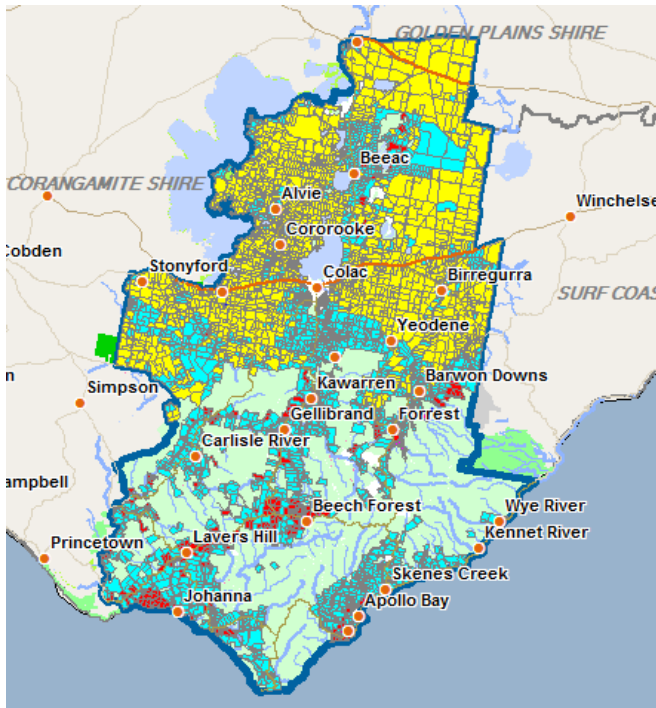 GOLDEN PLAINS SHIRE
Beeac
CORANGAMITE SHIRE
Alvie
Winchelse
Cororooke
Cobden
Stonyford
Colac
Birregurra
SURF COAS
Yeodene
n
Simpson
Kawarren
Barwon Downs
Gellibrand
Forrest
Carlisle River
ampbell
Beech Forest
Wye River
Princetown
Lavers Hill
Kennet River
Skenes Creek
Johanna
Apollo Bay